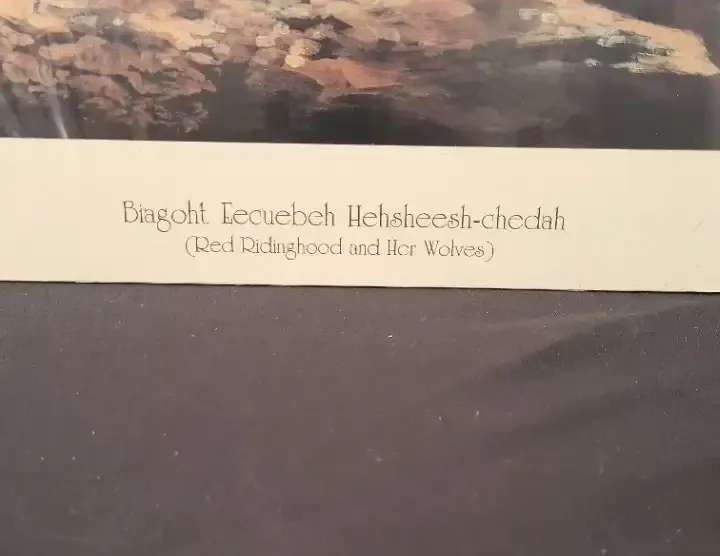 Biagoht Eecuebeh Hehsheesh-chedah
(Red Ridinghood and Her Wolves)